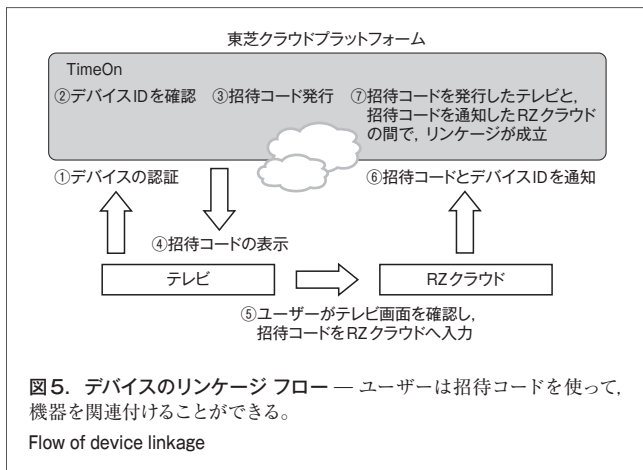 東芝クラウドプラットフォーム
TimeOn
②デバイスIDを確認
③招待コード発行
⑦招待コードを発行したテレビと,
招待コードを通知したRZクラウド
の間で, リンケージが成立
①デバイスの認証
⑥招待コードとデバイスIDを通知
④招待コードの表示
テレビ
RZクラウド
⑤ユーザーがテレビ画面を確認し,
招待コードをRZクラウドへ入力
図5. デバイスのリンケージ フロー — ユーザーは招待コードを使って,
機器を関連付けることができる。
Flow of device linkage